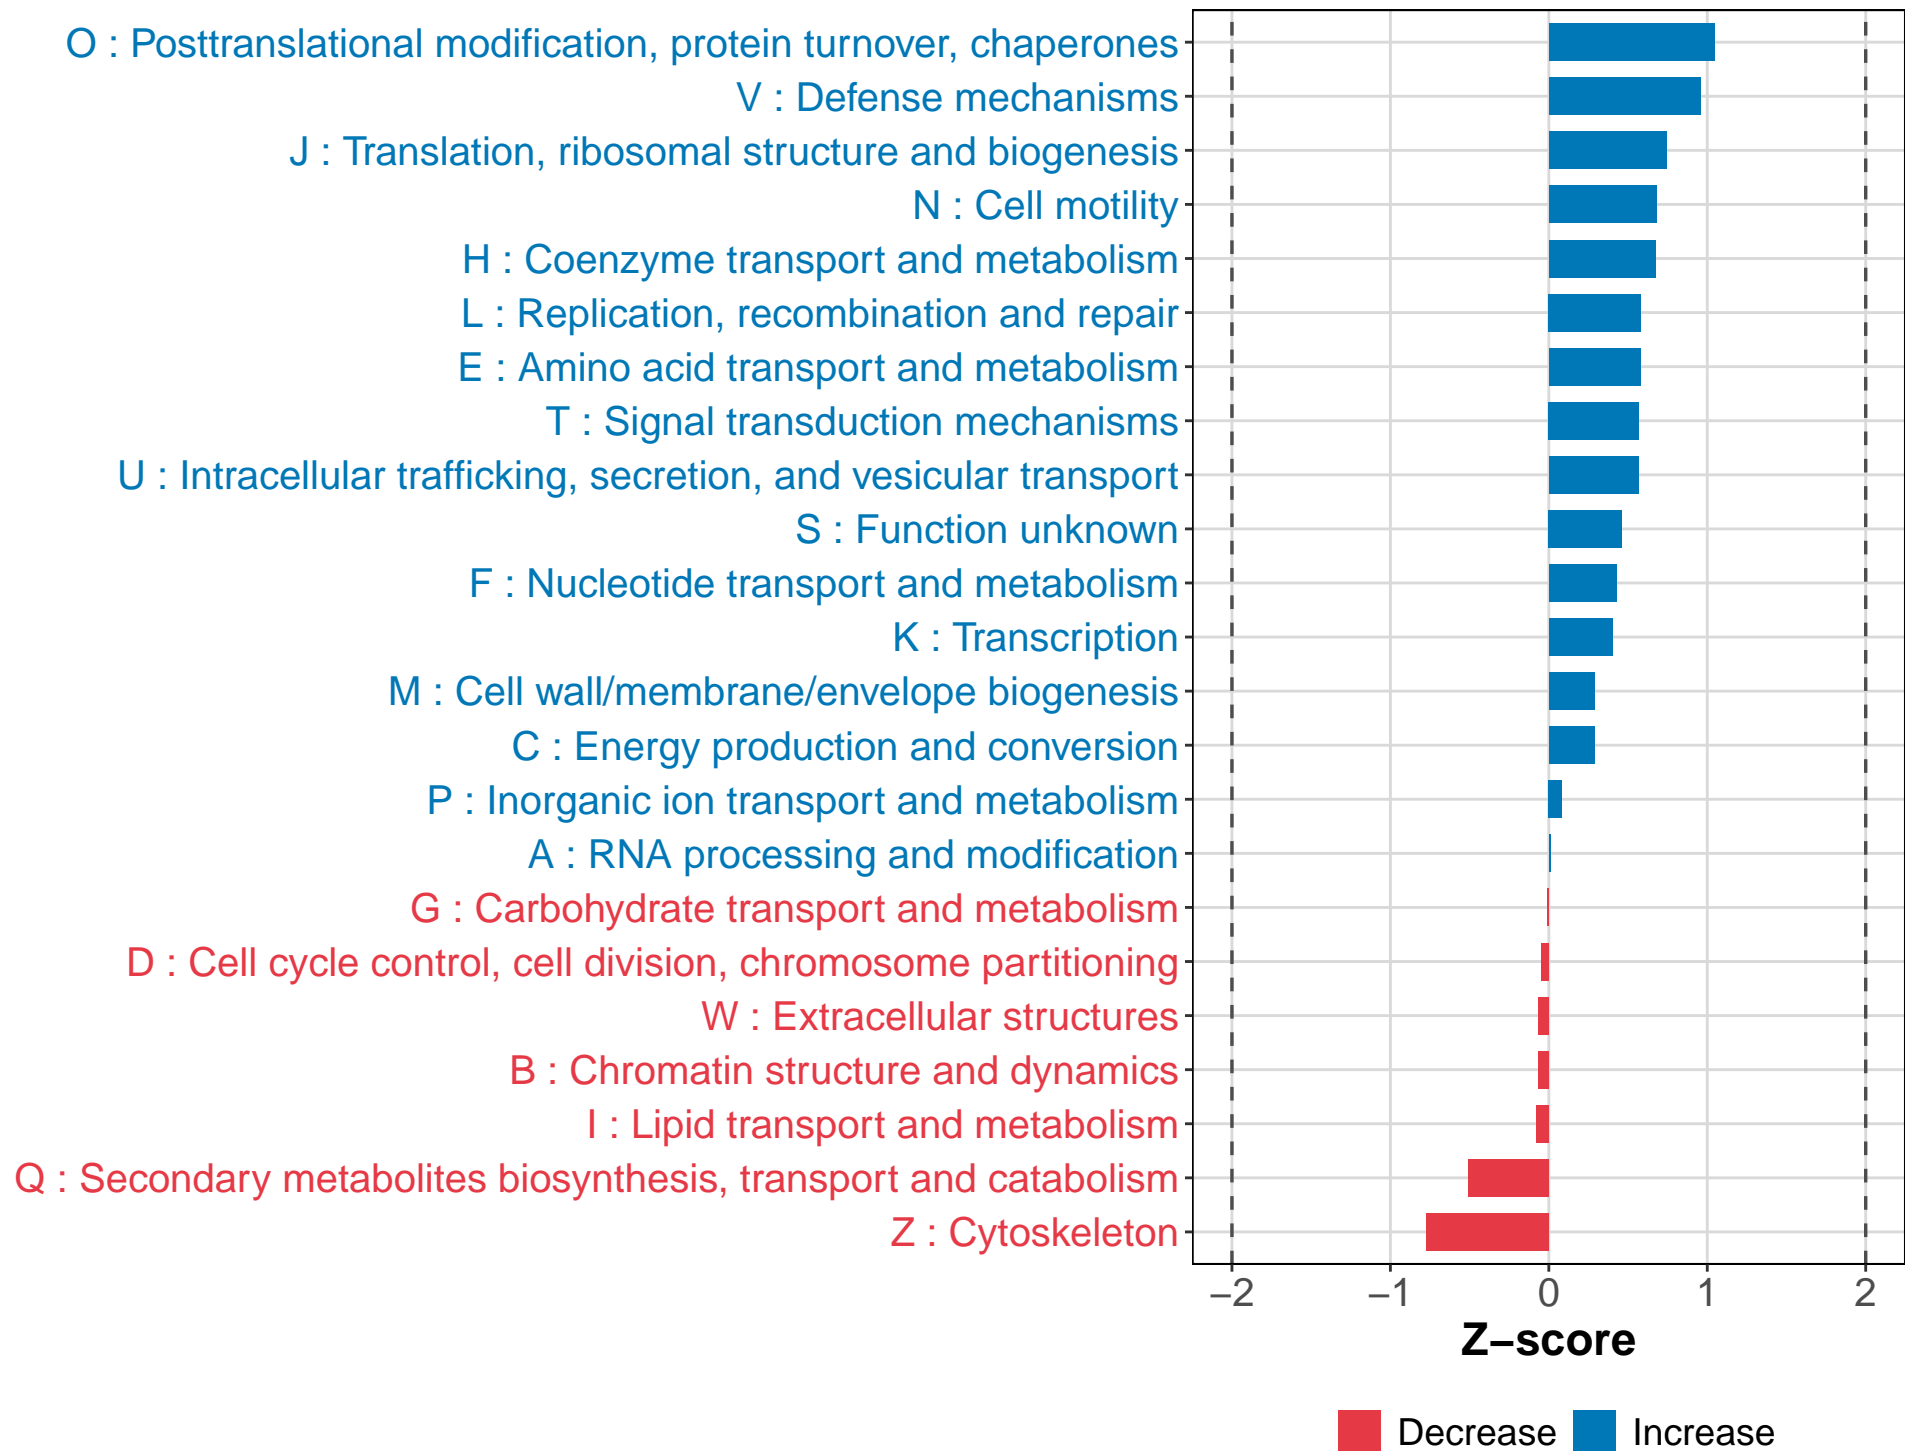 O : Posttranslational modification, protein turnover, chaperones
V : Defense mechanisms
J : Translation, ribosomal structure and biogenesis
N : Cell motility
H : Coenzyme transport and metabolism
L : Replication, recombination and repair
E : Amino acid transport and metabolism
T : Signal transduction mechanisms
U : Intracellular trafficking, secretion, and vesicular transport
S : Function unknown
F : Nucleotide transport and metabolism
K : Transcription
M : Cell wall/membrane/envelope biogenesis
C : Energy production and conversion
P : Inorganic ion transport and metabolism
A : RNA processing and modification
G : Carbohydrate transport and metabolism
D : Cell cycle control, cell division, chromosome partitioning
W : Extracellular structures
B : Chromatin structure and dynamics
I : Lipid transport and metabolism
Q : Secondary metabolites biosynthesis, transport and catabolism
Z : Cytoskeleton
−2 −1 0 1 2
Z−score
Decrease Increase